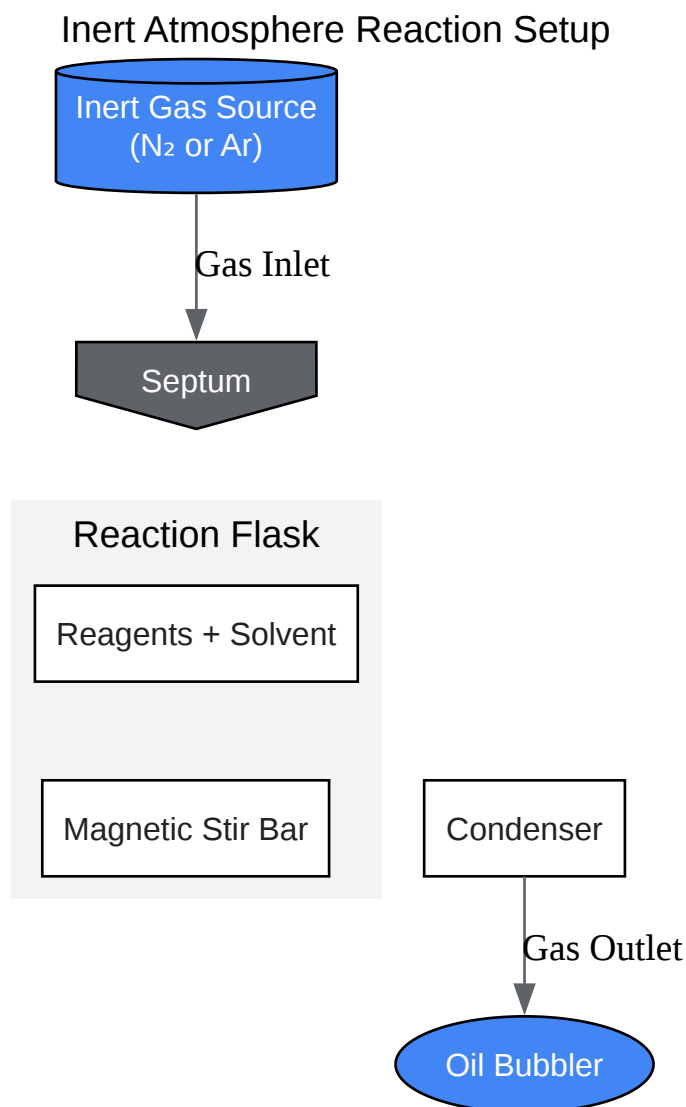 Inert Atmosphere Reaction Setup
Inert Gas Source
(N₂ or Ar)
Gas Inlet
Septum
Reaction Flask
Reagents + Solvent
Magnetic Stir Bar
Condenser
Gas Outlet
Oil Bubbler